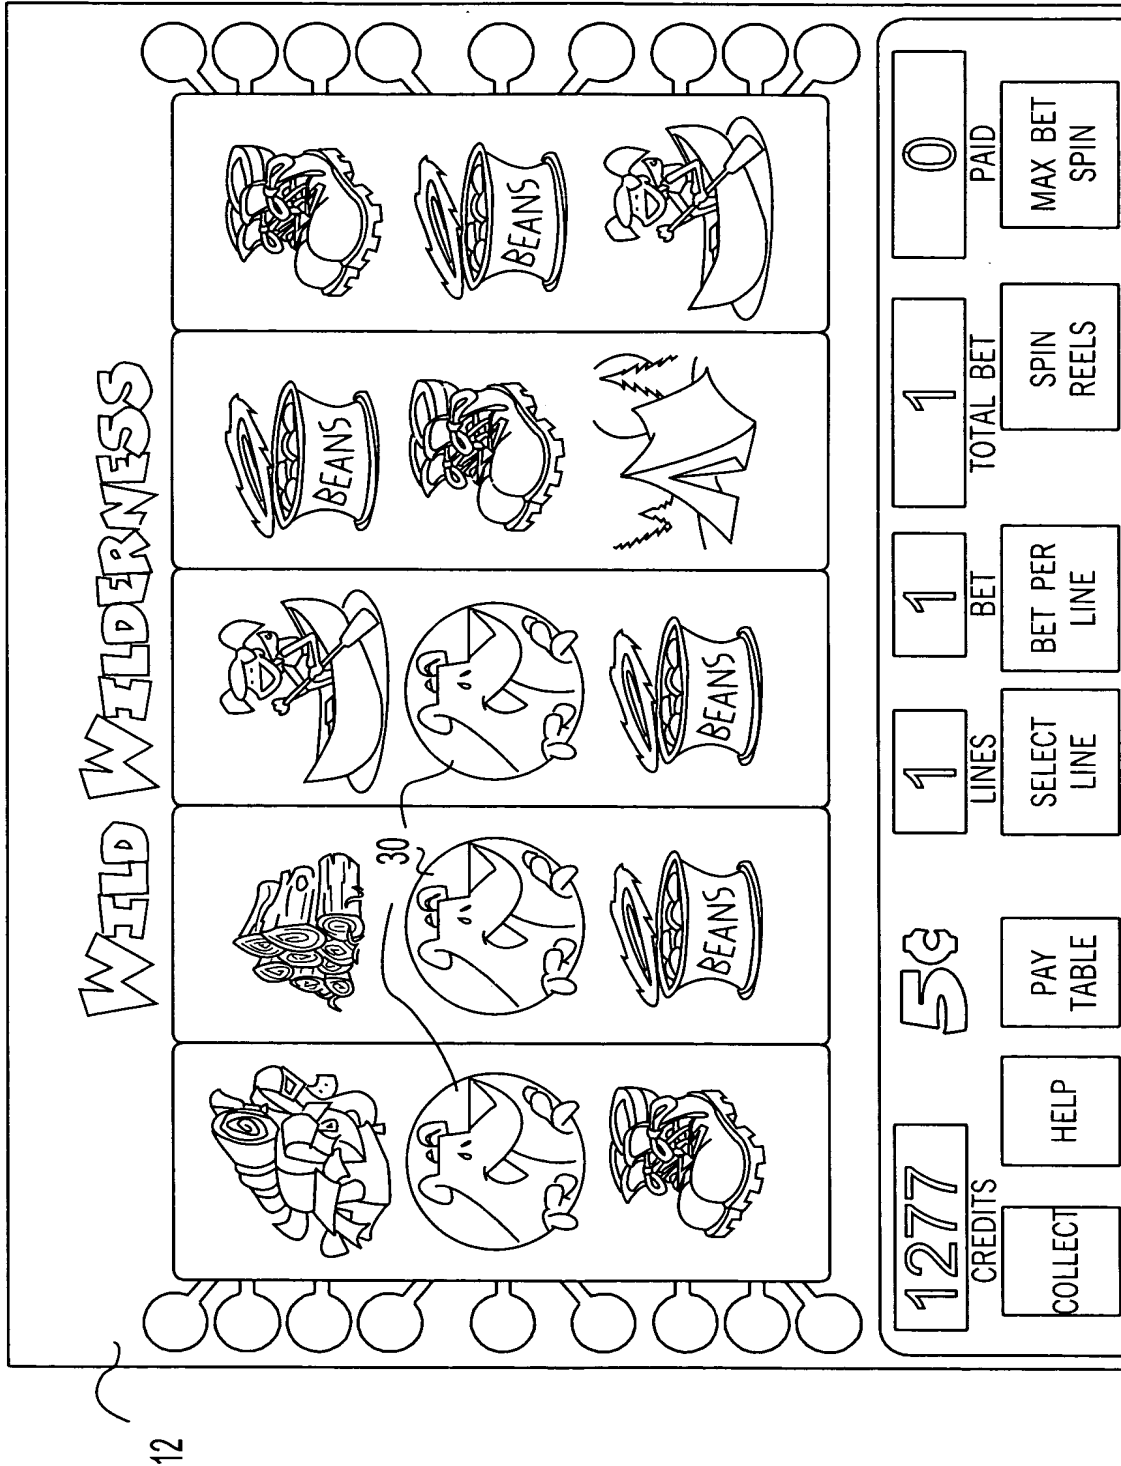 WILD WILDERNESS
BEANS
BEANS
30
BEANS
BEANS
1277
5¢
1
1
1
0
CREDITS
LINES
BET
TOTAL BET
PAID
COLLECT
HELP
PAY
TABLE
SELECT
LINE
BET PER
LINE
SPIN
REELS
MAX BET
SPIN
12